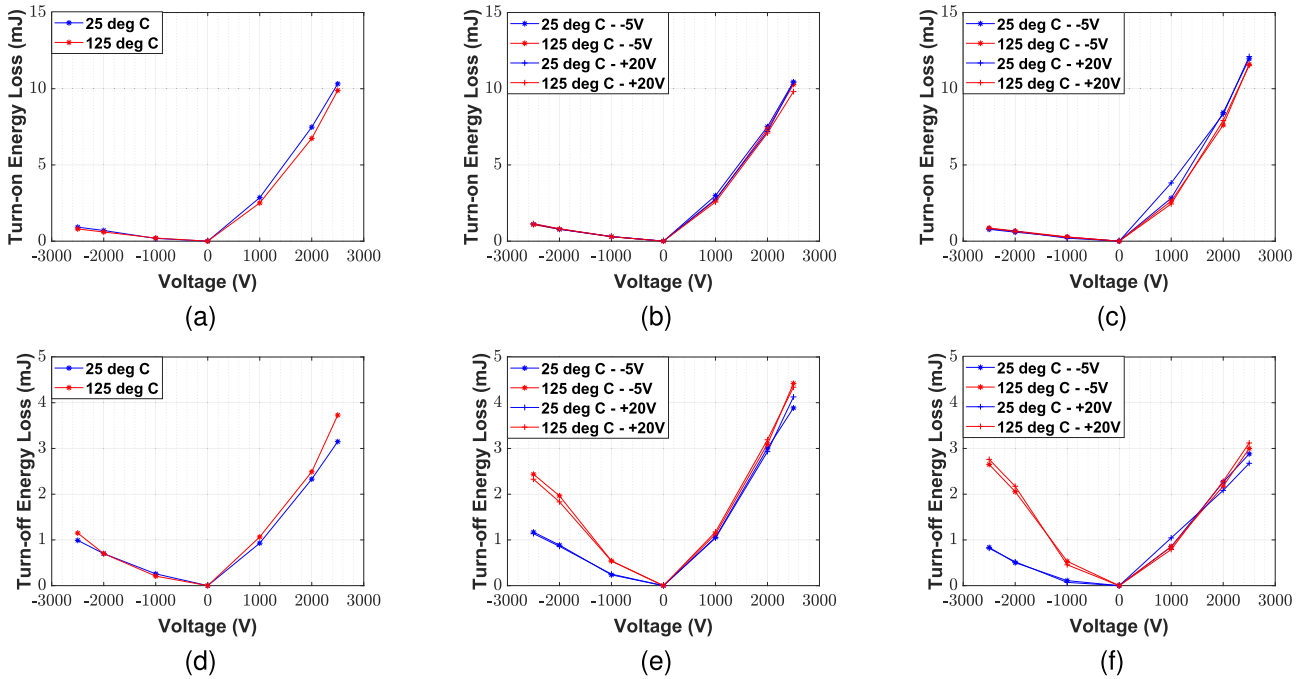 15
10
5
0
Turn-on Energy Loss (mJ)
25 deg C
125 deg C
-3000 -2000 -1000 0 1000 2000 3000
Voltage (V)
(a)
15
10
5
0
Turn-on Energy Loss (mJ)
25 deg C - -5V
125 deg C - -5V
25 deg C - +20V
125 deg C - +20V
-3000 -2000 -1000 0 1000 2000 3000
Voltage (V)
(b)
15
10
5
0
Turn-on Energy Loss (mJ)
25 deg C - -5V
125 deg C - -5V
25 deg C - +20V
125 deg C - +20V
-3000 -2000 -1000 0 1000 2000 3000
Voltage (V)
(c)
5
4
3
2
1
0
Turn-off Energy Loss (mJ)
25 deg C
125 deg C
-3000 -2000 -1000 0 1000 2000 3000
Voltage (V)
(d)
5
4
3
2
1
0
Turn-off Energy Loss (mJ)
25 deg C - -5V
125 deg C - -5V
25 deg C - +20V
125 deg C - +20V
-3000 -2000 -1000 0 1000 2000 3000
Voltage (V)
(e)
5
4
3
2
1
0
Turn-off Energy Loss (mJ)
25 deg C - -5V
125 deg C - -5V
25 deg C - +20V
125 deg C - +20V
-3000 -2000 -1000 0 1000 2000 3000
Voltage (V)
(f)